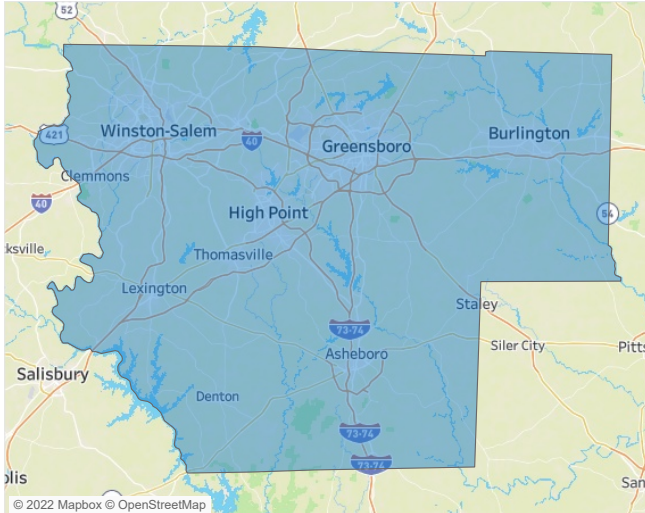 52
421
Winston-Salem
40
Greensboro
Burlington
Clemmons
40
High Point
54
cksville
Thomasville
Lexington
Staley
73-74
Siler City
Pitts
Asheboro
Salisbury
Denton
73-74
73-74
olis
San
© 2022 Mapbox © OpenStreetMap